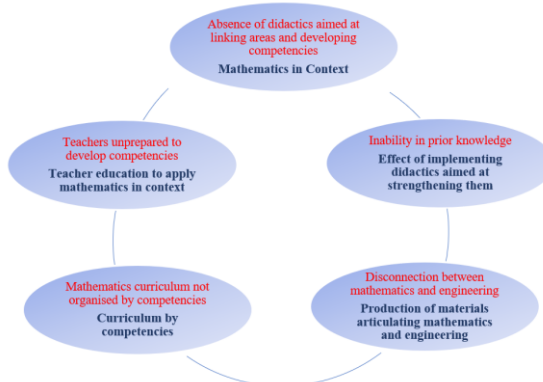 Absence of didactics aimed at
linking areas and developing
competencies
Mathematics in Context
Inability in prior knowledge
Effect of implementing
didactics aimed at
strengthening them
Disconnection between
mathematics and engineering
Production of materials
articulating mathematics
and engineering
Mathematics curriculum not
organised by competencies
Curriculum by
competencies
Teachers unprepared to
develop competencies
Teacher education to apply
mathematics in context